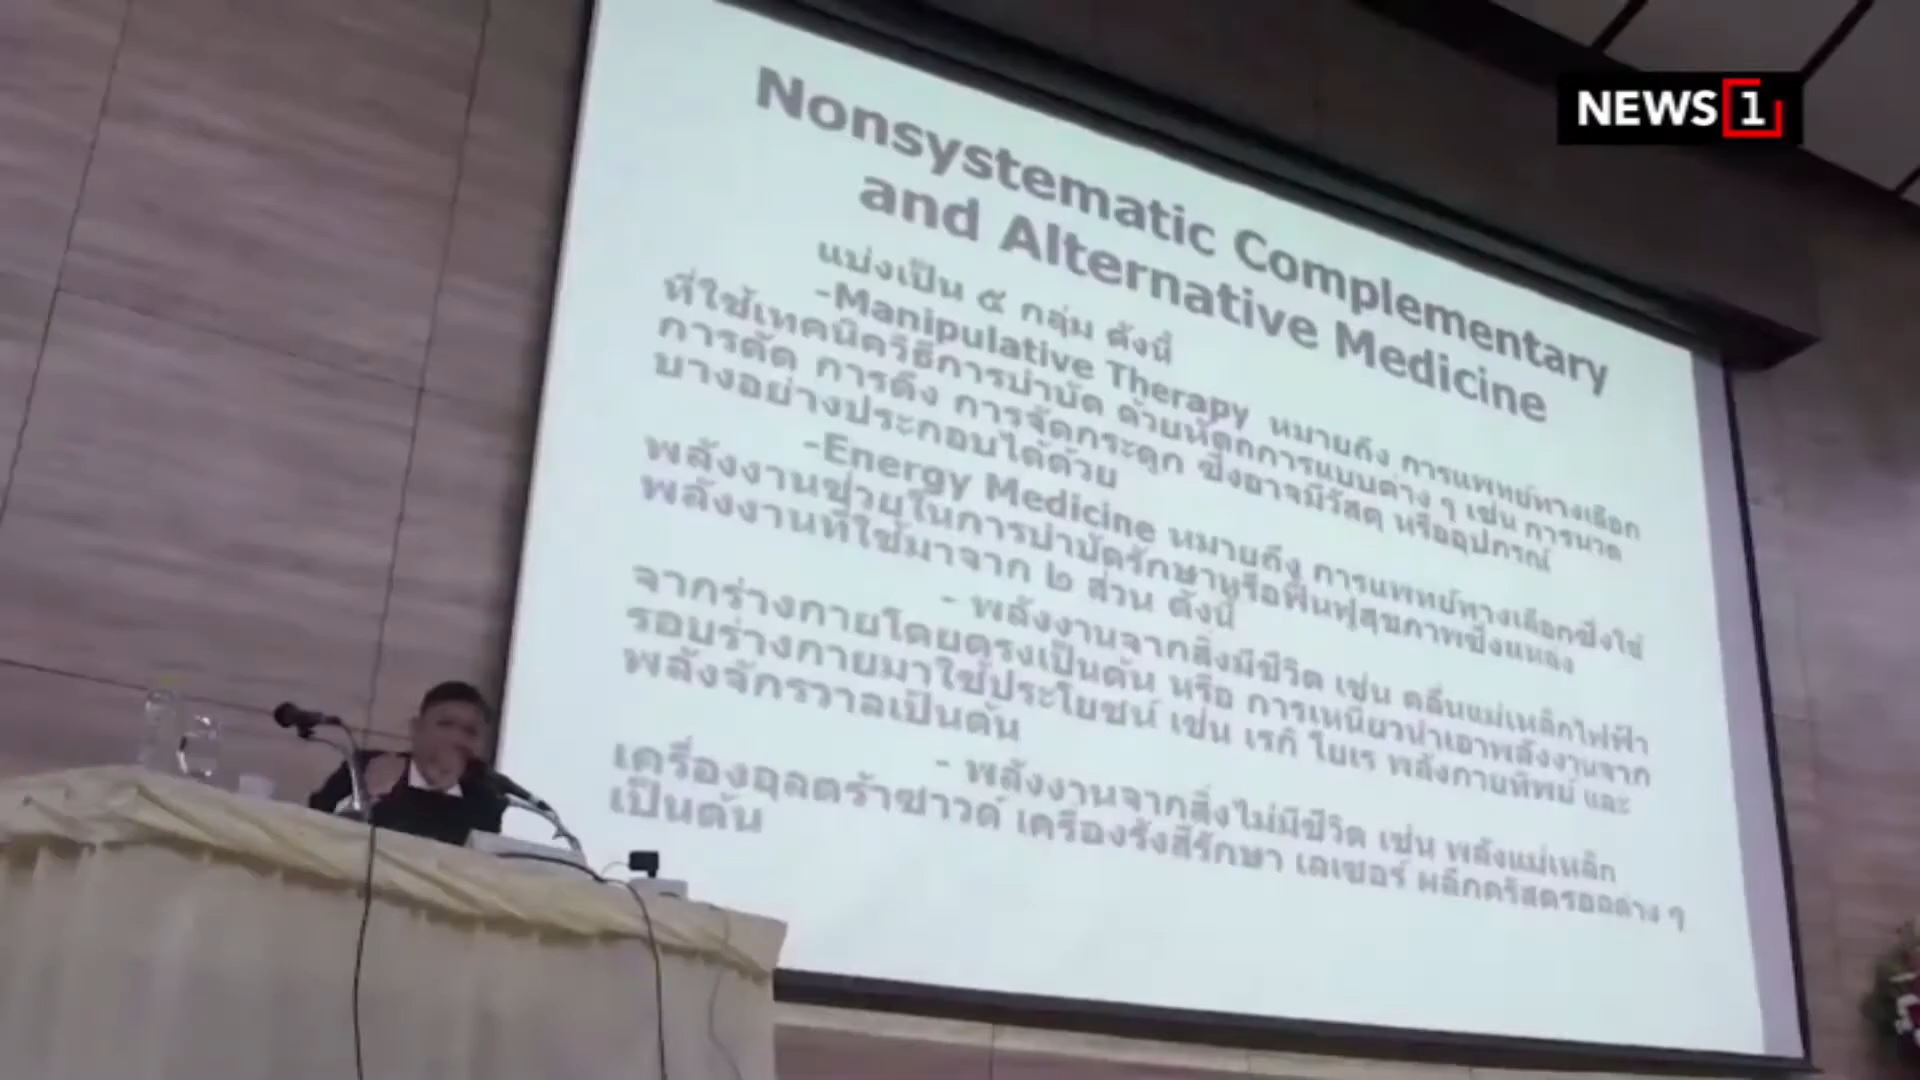 NEWS 1
Nonsystematic Complementary
and Alternative Medicine
แบ่งเป็น ๕ กลุ่ม ดังนี้
-Manipulative Therapy หมายถึง การแพทย์ทางเลือก
ที่ใช้เทคนิควิธีการบำบัด ด้วยหัตถการแบบต่าง ๆ เช่น การนวด
การดัด การดึง การจัดกระดูก ซึ่งอาจมีวัสดุ หรืออุปกรณ์
บางอย่างประกอบได้ด้วย
-Energy Medicine หมายถึง การแพทย์ทางเลือกซึ่งใช้
พลังงานช่วยในการบำบัดรักษาหรือฟื้นฟูสุขภาพซึ่งแหล่ง
พลังงานที่ใช้มาจาก ๒ ส่วน ดังนี้
- พลังงานจากสิ่งมีชีวิต เช่น คลื่นแม่เหล็กไฟฟ้า
จากร่างกายโดยตรงเป็นต้น หรือ การเหนี่ยวนำเอาพลังงานจาก
รอบร่างกายมาใช้ประโยชน์ เช่น เรกิ โยเร พลังกายทิพย์ และ
พลังจักรวาลเป็นต้น
- พลังงานจากสิ่งไม่มีชีวิต เช่น พลังแม่เหล็ก
เครื่องอุลตร้าซาวด์ เครื่องรังสีรักษา เลเซอร์ ผลึกคริสตรออลต่าง ๆ
เป็นต้น